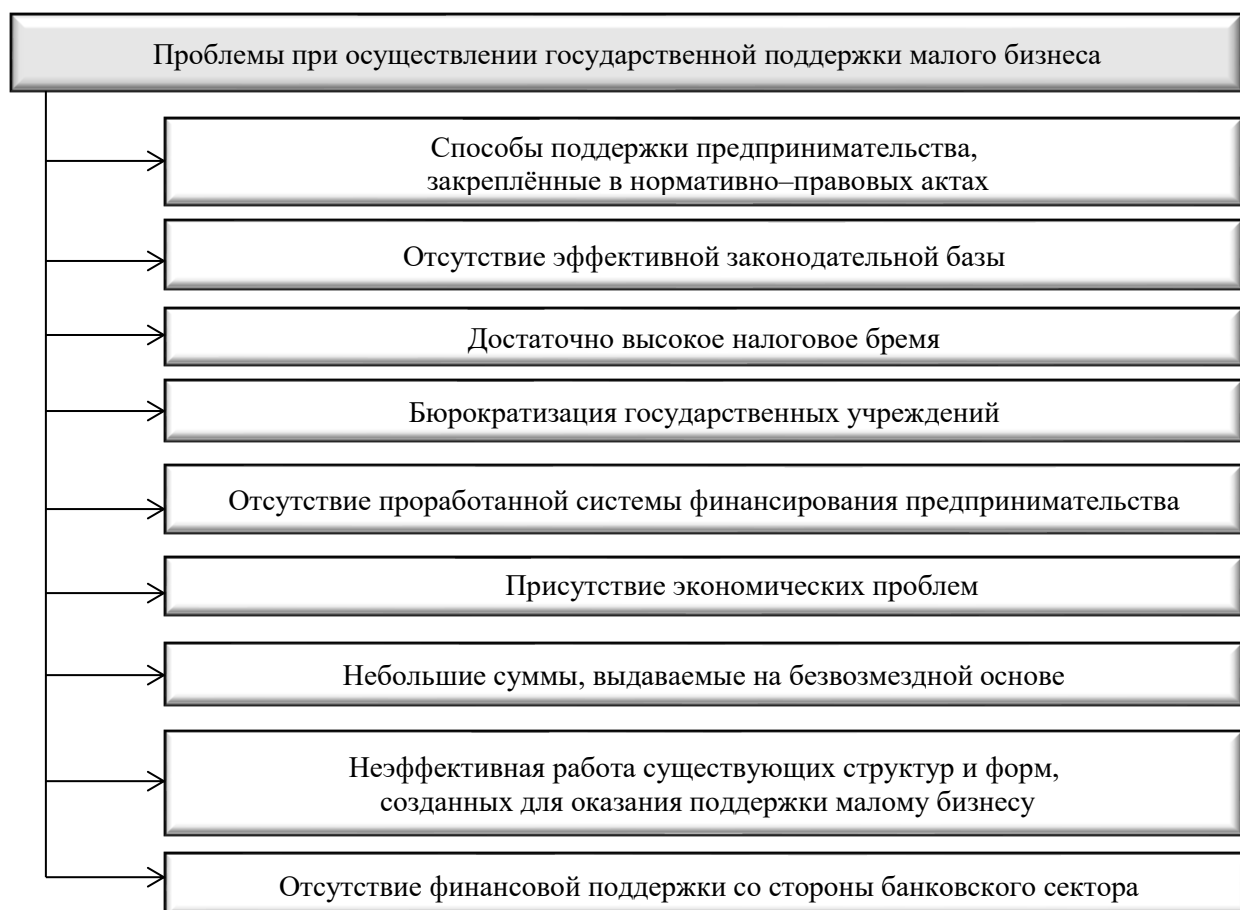 Проблемы при осуществлении государственной поддержки малого бизнеса
Способы поддержки предпринимательства,
закреплённые в нормативно–правовых актах
Отсутствие эффективной законодательной базы
Достаточно высокое налоговое бремя
Бюрократизация государственных учреждений
Отсутствие проработанной системы финансирования предпринимательства
Присутствие экономических проблем
Небольшие суммы, выдаваемые на безвозмездной основе
Неэффективная работа существующих структур и форм,
созданных для оказания поддержки малому бизнесу
Отсутствие финансовой поддержки со стороны банковского сектора